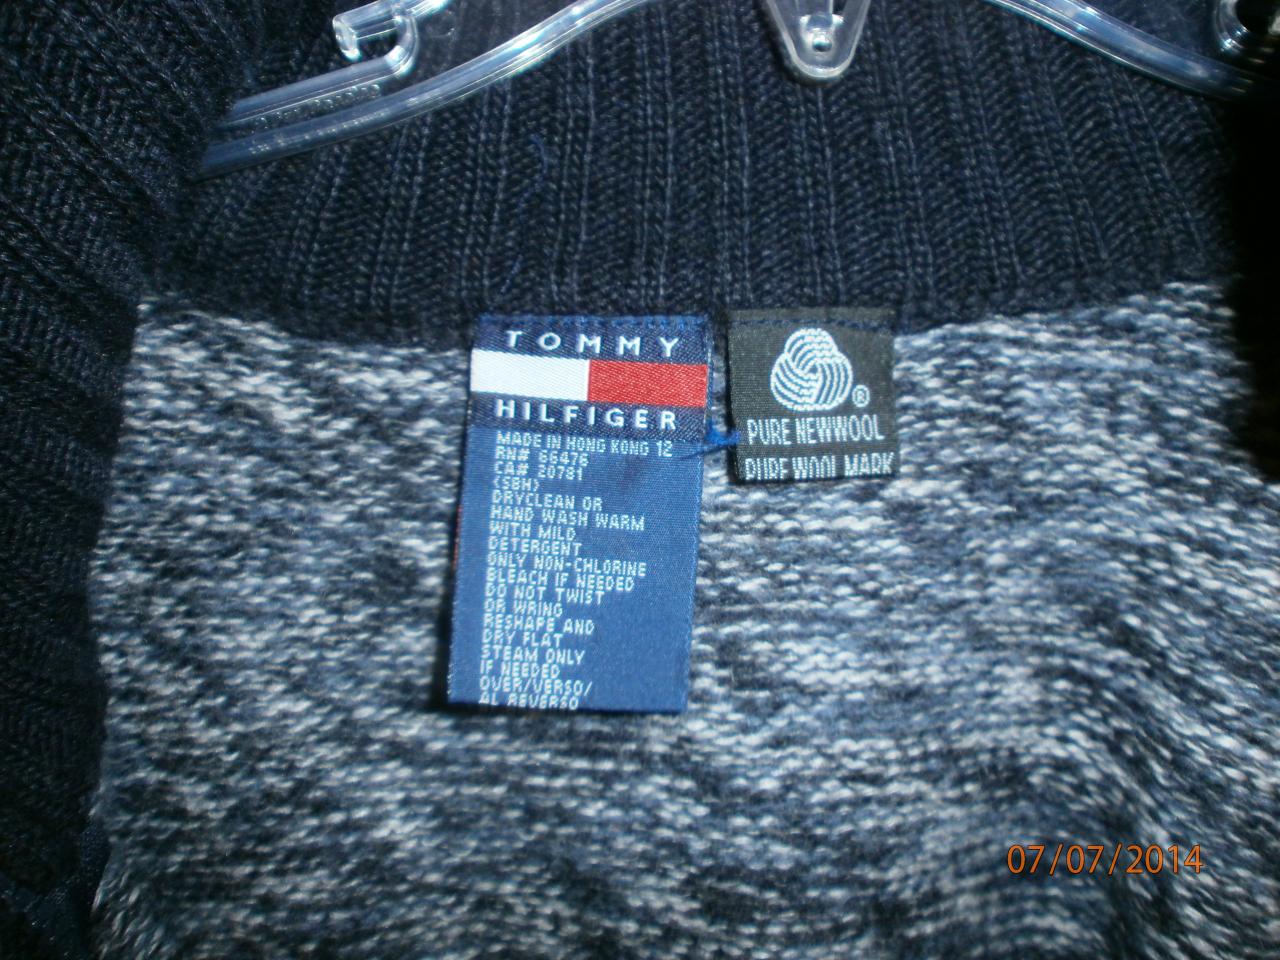 TOMMY
HILFIGER
MADE IN HONG KONG 12
RN# 66476
CA# 20781
(SBH)
DRYCLEAN OR
HAND WASH WARM
WITH MILD
DETERGENT
ONLY NON-CHLORINE
BLEACH IF NEEDED
DO NOT TWIST
OR WRING
RESHAPE AND
DRY FLAT
STEAM ONLY
IF NEEDED
OVER/VERSO/
AL REVERSO
®
PURE NEWWOOL
PURE WOOL MARK
07/07/2014